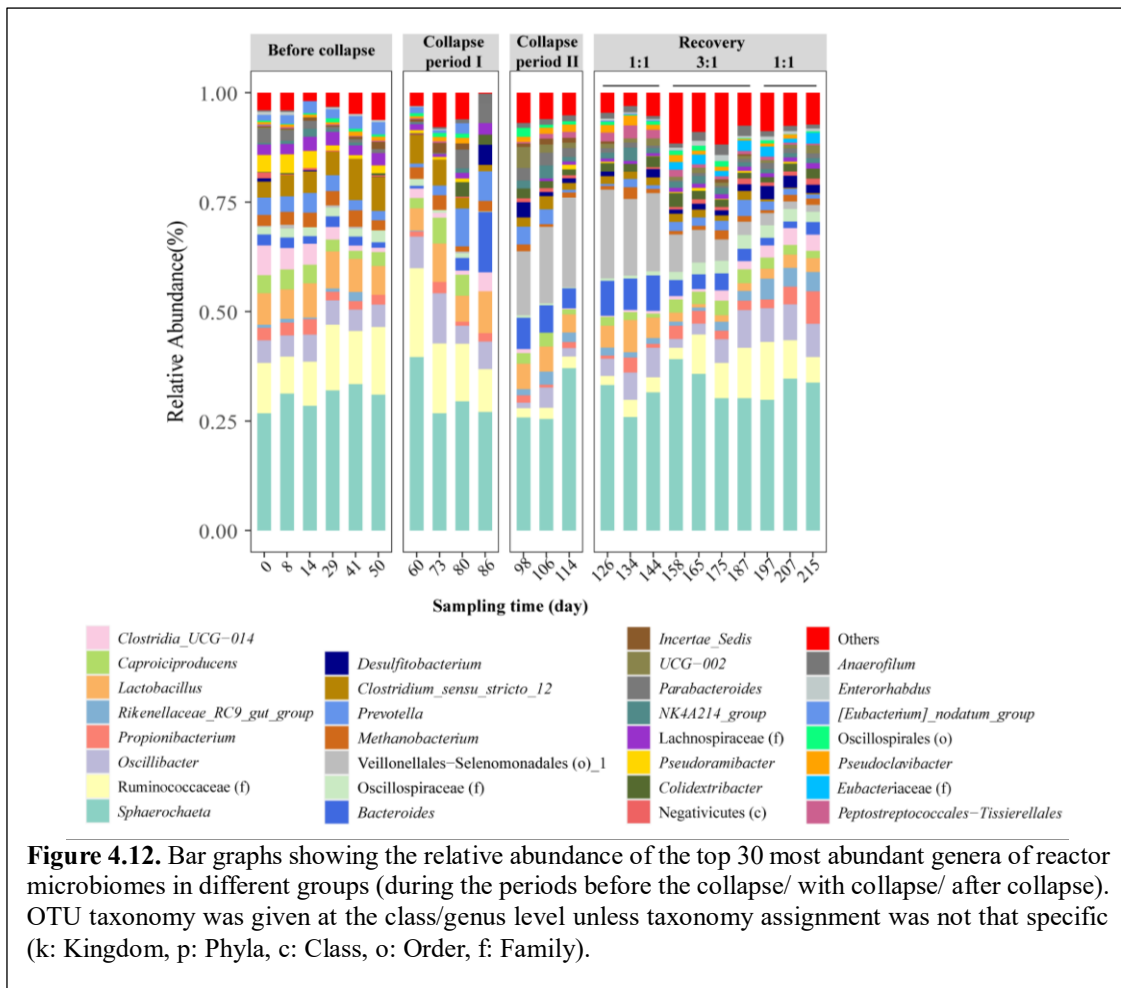 Before collapse
Collapse
period I
Collapse
period II
Recovery
1:1
3:1
1:1
1.00
0.75
0.50
0.25
0.00
Relative Abundance(%)
0 8 14 29 41 50 60 73 80 86 98 106 114 126 134 144 158 165 175 187 197 207 215
Sampling time (day)
Clostridia_UCG−014
Caproiciproducens
Lactobacillus
Rikenellaceae_RC9_gut_group
Propionibacterium
Oscillibacter
Ruminococcaceae (f)
Sphaerochaeta
Desulfitobacterium
Clostridium_sensu_stricto_12
Prevotella
Methanobacterium
Veillonellales−Selenomonadales (o)_1
Oscillospiraceae (f)
Bacteroides
Incertae_Sedis
UCG−002
Parabacteroides
NK4A214_group
Lachnospiraceae (f)
Pseudoramibacter
Colidextribacter
Negativicutes (c)
Others
Anaerofilum
Enterorhabdus
[Eubacterium]_nodatum_group
Oscillospirales (o)
Pseudoclavibacter
Eubacteriaceae (f)
Peptostreptococcales−Tissierellales
Figure 4.12. Bar graphs showing the relative abundance of the top 30 most abundant genera of reactor
microbiomes in different groups (during the periods before the collapse/ with collapse/ after collapse).
OTU taxonomy was given at the class/genus level unless taxonomy assignment was not that specific
(k: Kingdom, p: Phyla, c: Class, o: Order, f: Family).